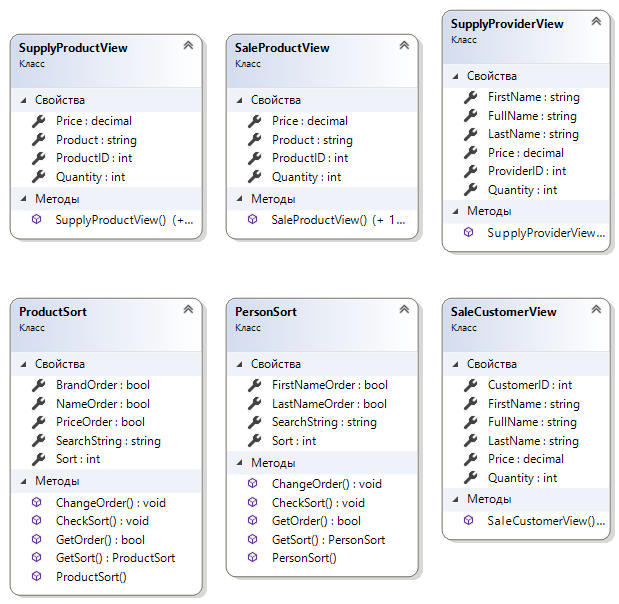 SupplyProductView
Класс
Свойства
Price : decimal
Product : string
ProductID : int
Quantity : int
Методы
SupplyProductView() (+...
SaleProductView
Класс
Свойства
Price : decimal
Product : string
ProductID : int
Quantity : int
Методы
SaleProductView() (+ 1...
SupplyProviderView
Класс
Свойства
FirstName : string
FullName : string
LastName : string
Price : decimal
ProviderID : int
Quantity : int
Методы
SupplyProviderView...
ProductSort
Класс
Свойства
BrandOrder : bool
NameOrder : bool
PriceOrder : bool
SearchString : string
Sort : int
Методы
ChangeOrder() : void
CheckSort() : void
GetOrder() : bool
GetSort() : ProductSort
ProductSort()
PersonSort
Класс
Свойства
FirstNameOrder : bool
LastNameOrder : bool
SearchString : string
Sort : int
Методы
ChangeOrder() : void
CheckSort() : void
GetOrder() : bool
GetSort() : PersonSort
PersonSort()
SaleCustomerView
Класс
Свойства
CustomerID : int
FirstName : string
FullName : string
LastName : string
Price : decimal
Quantity : int
Методы
SaleCustomerView()...